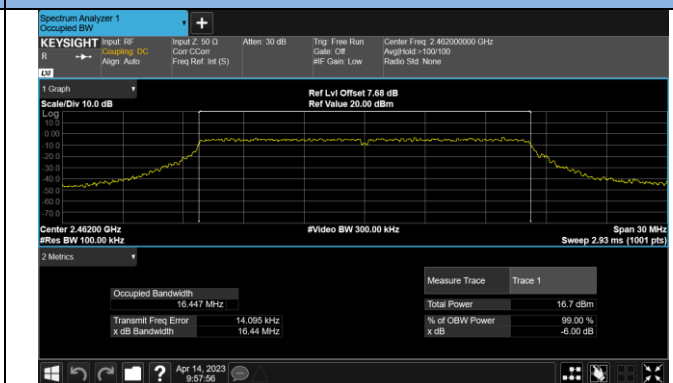 Spectrum Analyzer 1
Occupied BW
+
KEYSIGHT
R
LXI
Input: RF
Coupling: DC
Align: Auto
Input Z: 50 Ω
Corr CCorr
Freq Ref: Int (S)
Atten: 30 dB
Trig: Free Run
Gate: Off
#IF Gain: Low
Center Freq: 2.462000000 GHz
Avg|Hold:>100/100
Radio Std: None
1 Graph
Scale/Div 10.0 dB
Ref Lvl Offset 7.68 dB
Ref Value 20.00 dBm
Log
10.0
0.00
-10.0
-20.0
-30.0
-40.0
-50.0
-60.0
-70.0
Center 2.46200 GHz
#Res BW 100.00 kHz
#Video BW 300.00 kHz
Span 30 MHz
Sweep 2.93 ms (1001 pts)
2 Metrics
Measure Trace Trace 1
Occupied Bandwidth
16.447 MHz
Total Power 16.7 dBm
Transmit Freq Error 14.095 kHz
% of OBW Power 99.00 %
x dB Bandwidth 16.44 MHz
x dB -6.00 dB
?
Apr 14, 2023
9:57:56